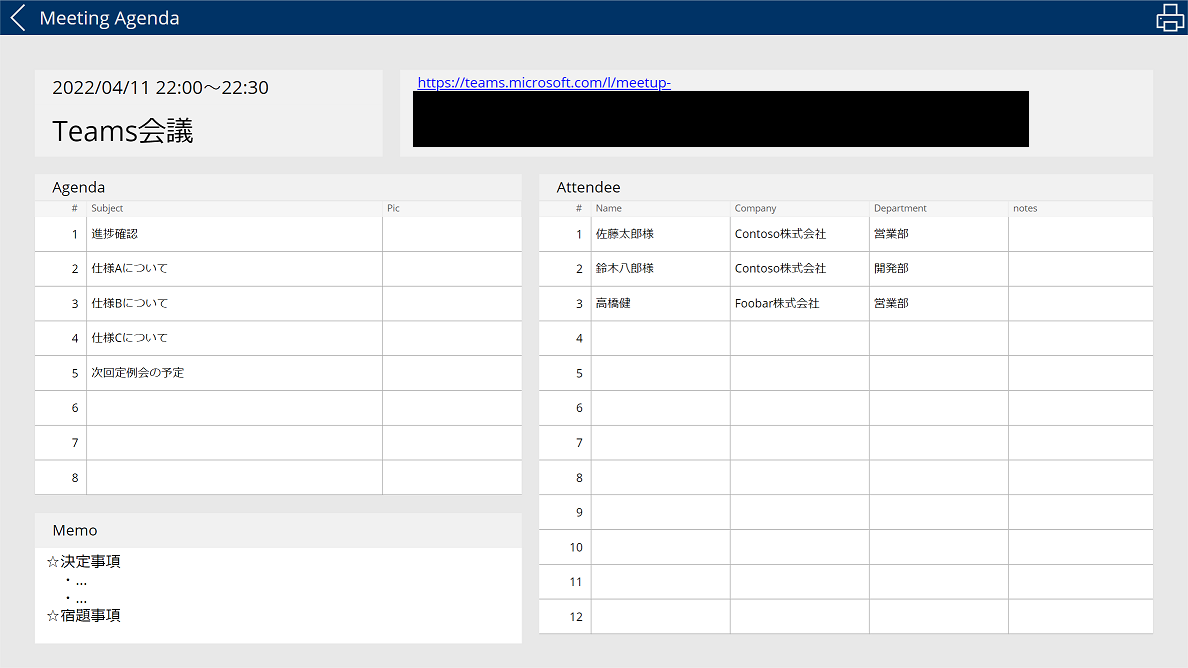 Meeting Agenda
2022/04/11 22:00～22:30
Teams会議
https://teams.microsoft.com/l/meetup-
Agenda
# Subject Pic
1 進捗確認
2 仕様Aについて
3 仕様Bについて
4 仕様Cについて
5 次回定例会の予定
6
7
8
Memo
☆決定事項
・...
・...
☆宿題事項
Attendee
# Name Company Department notes
1 佐藤太郎様 Contoso株式会社 営業部
2 鈴木八郎様 Contoso株式会社 開発部
3 高橋健 Foobar株式会社 営業部
4
5
6
7
8
9
10
11
12